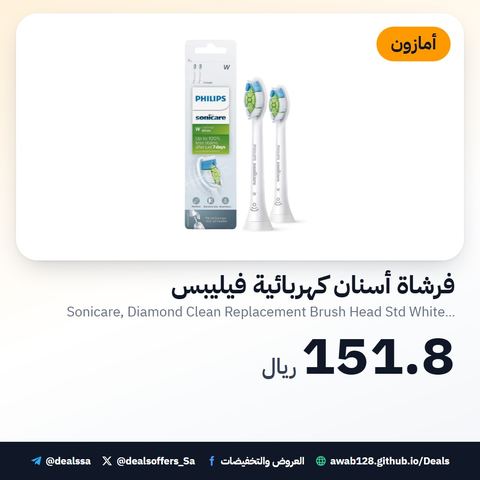 أمازون
W
PHILIPS
sonicare
فرشاة أسنان كهربائية فيليبس
Sonicare, Diamond Clean Replacement Brush Head Std White...
151.8 ريال
@dealssa @dealsoffers_Sa العروض والتخفيضات awab128.github.io/Deals